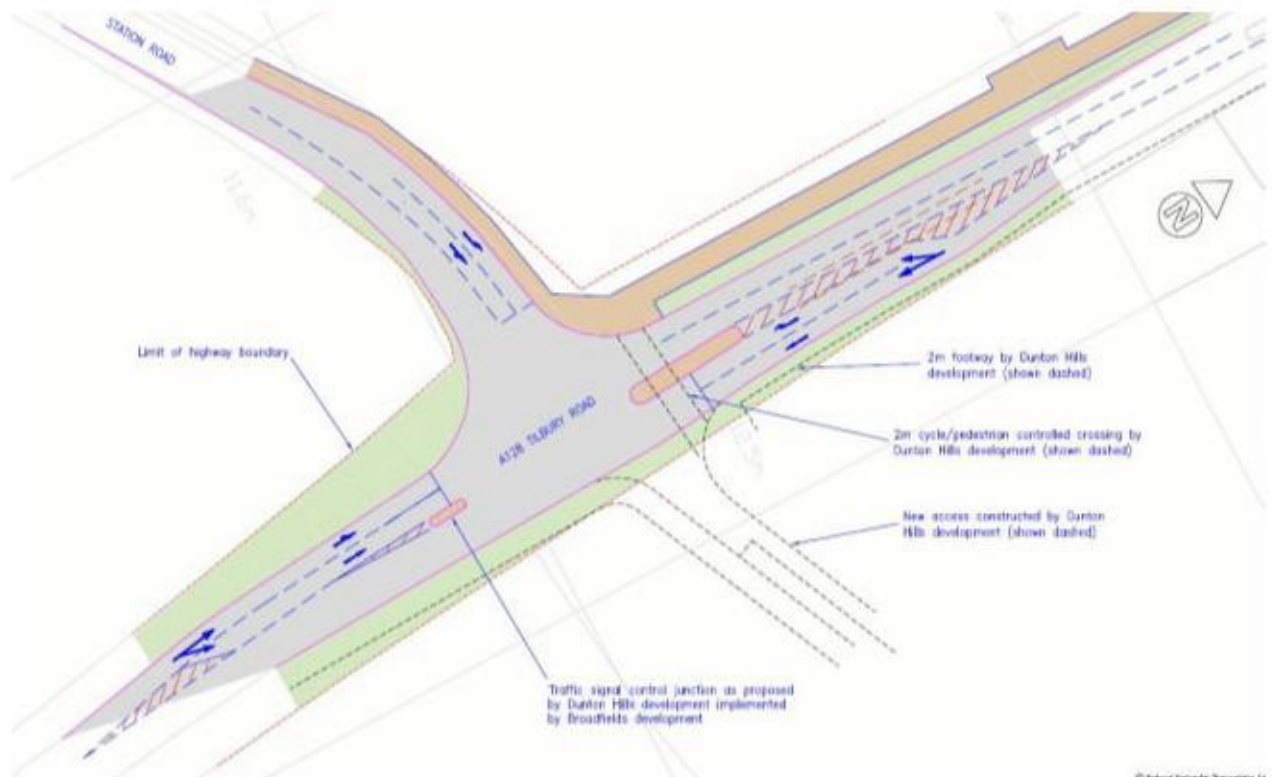 STATION ROAD
Limit of highway boundary
A128 TILBURY ROAD
2m footway by Dunton Hills
development (shown dashed)
2m cycle/pedestrian controlled crossing by
Dunton Hills development (shown dashed)
New access constructed by Dunton
Hills development (shown dashed)
Traffic signal control junction as proposed
by Dunton Hills development implemented
by Broadfields development
N